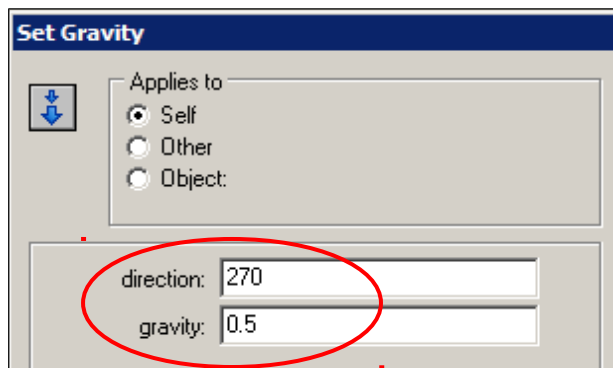 Set Gravity
Applies to
Self
Other
Object:
direction: 270
gravity: 0.5